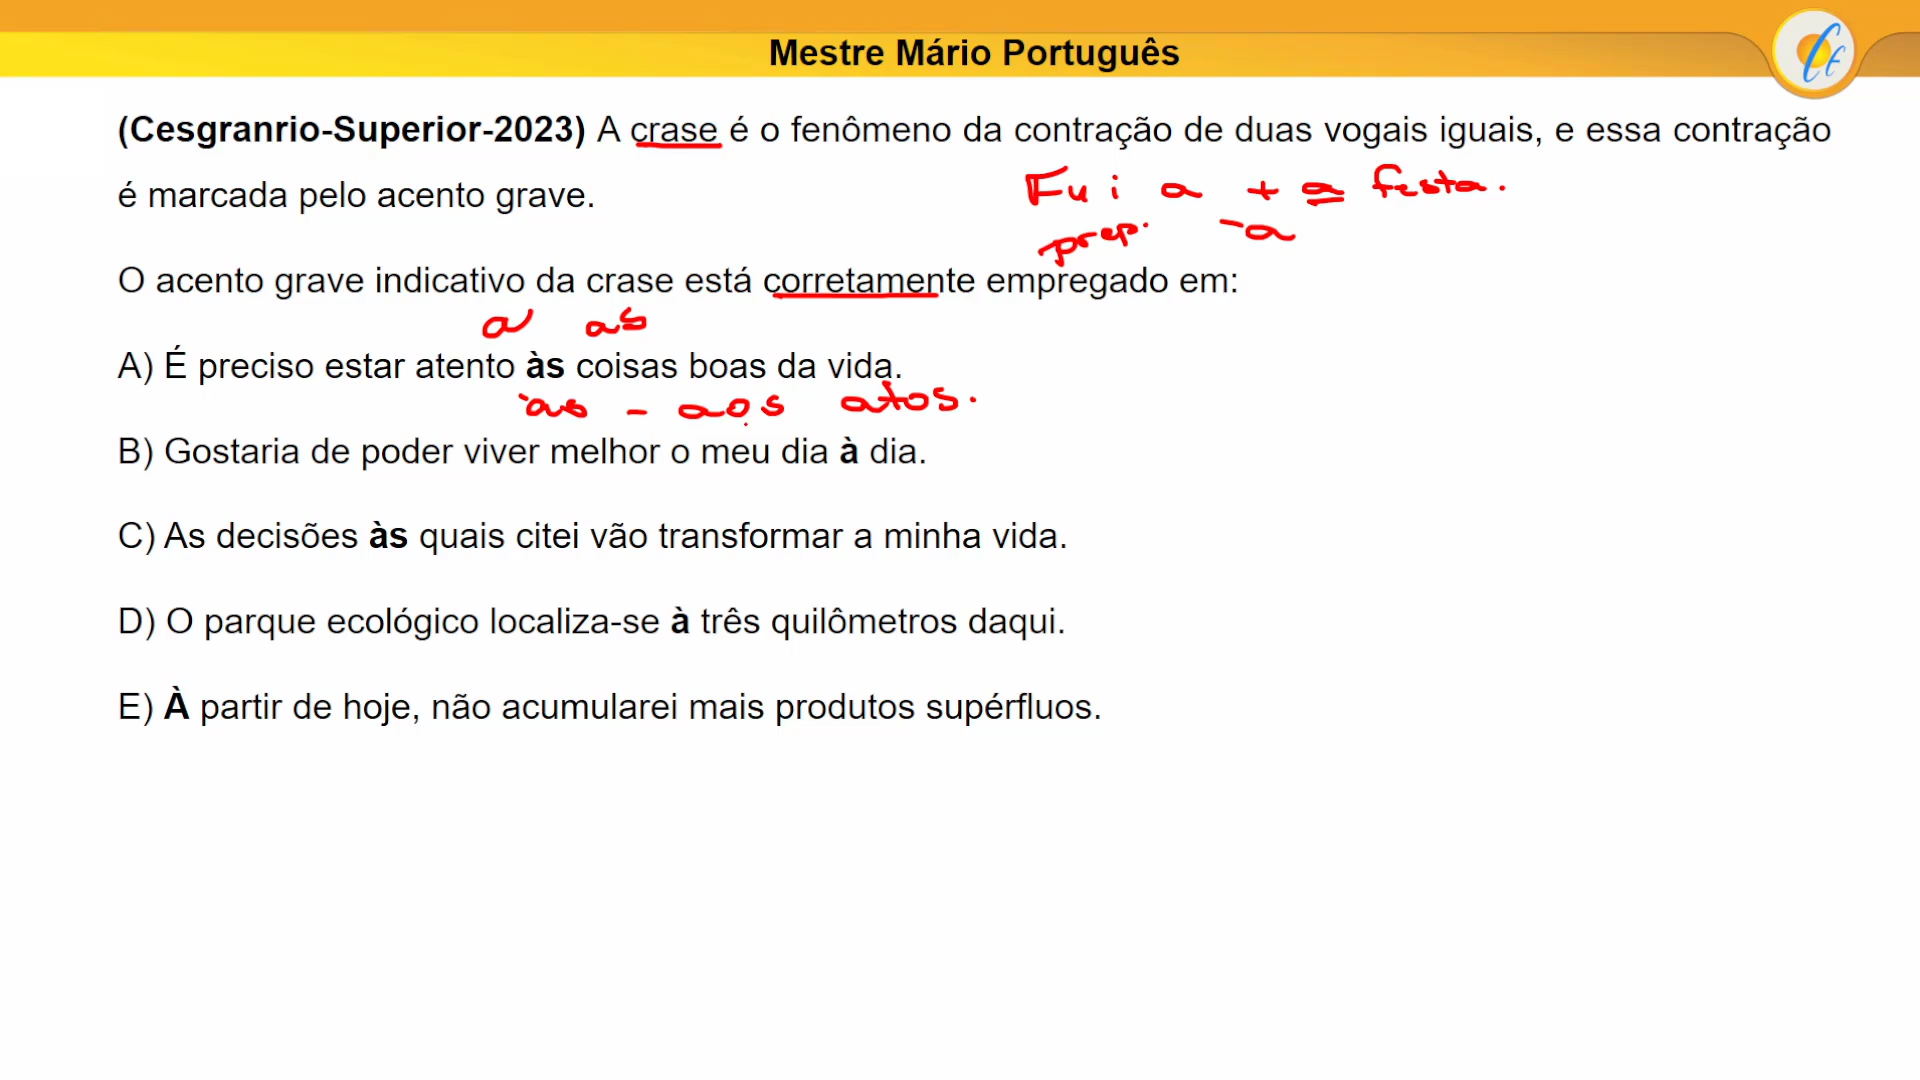 Mestre Mário Português
(Cesgranrio-Superior-2023) A crase é o fenômeno da contração de duas vogais iguais, e essa contração
é marcada pelo acento grave.
Fui a + a festa.
prep. à
O acento grave indicativo da crase está corretamente empregado em:
a as
A) É preciso estar atento às coisas boas da vida.
às - aos atos.
B) Gostaria de poder viver melhor o meu dia à dia.
C) As decisões às quais citei vão transformar a minha vida.
D) O parque ecológico localiza-se à três quilômetros daqui.
E) À partir de hoje, não acumularei mais produtos supérfluos.